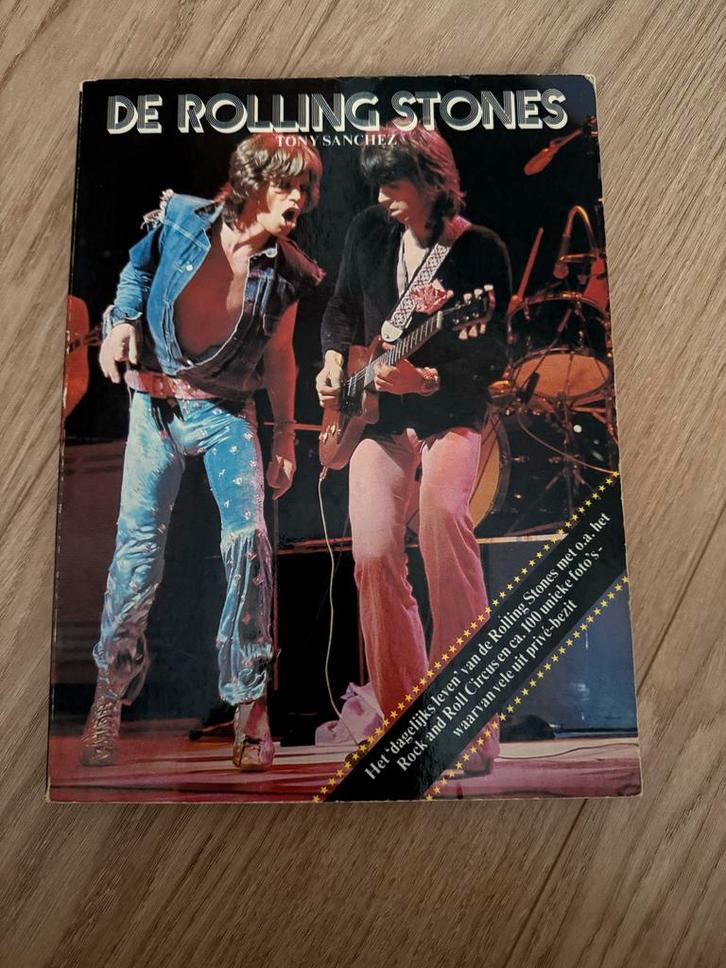 DE ROLLING STONES
TONY SANCHEZ
Het 'dagelijks leven' van de Rolling Stones met o.a. het
Rock and Roll Circus en ca. 100 unieke foto's-
waarvan vele uit privé-bezit